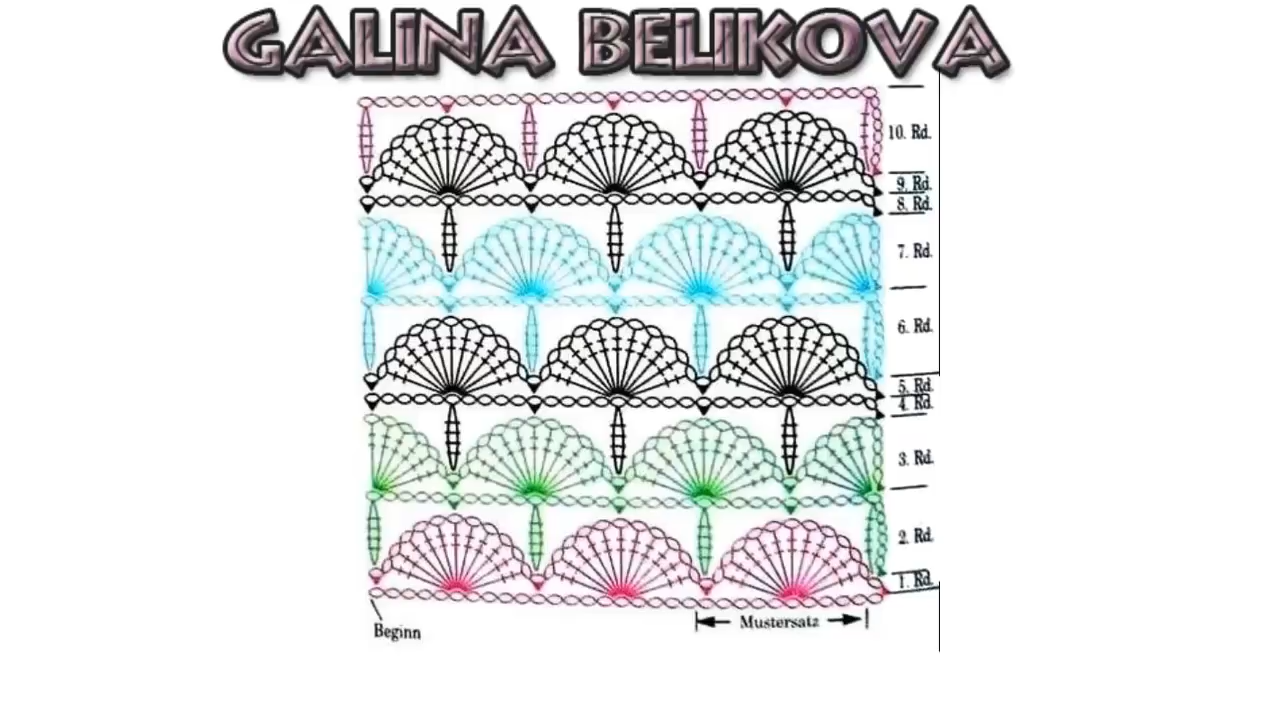 GALINA BELIKOVA
10. Rd.
9. Rd.
8. Rd.
7. Rd.
6. Rd.
5. Rd.
4. Rd.
3. Rd.
2. Rd.
1. Rd.
Mustersatz
Beginn